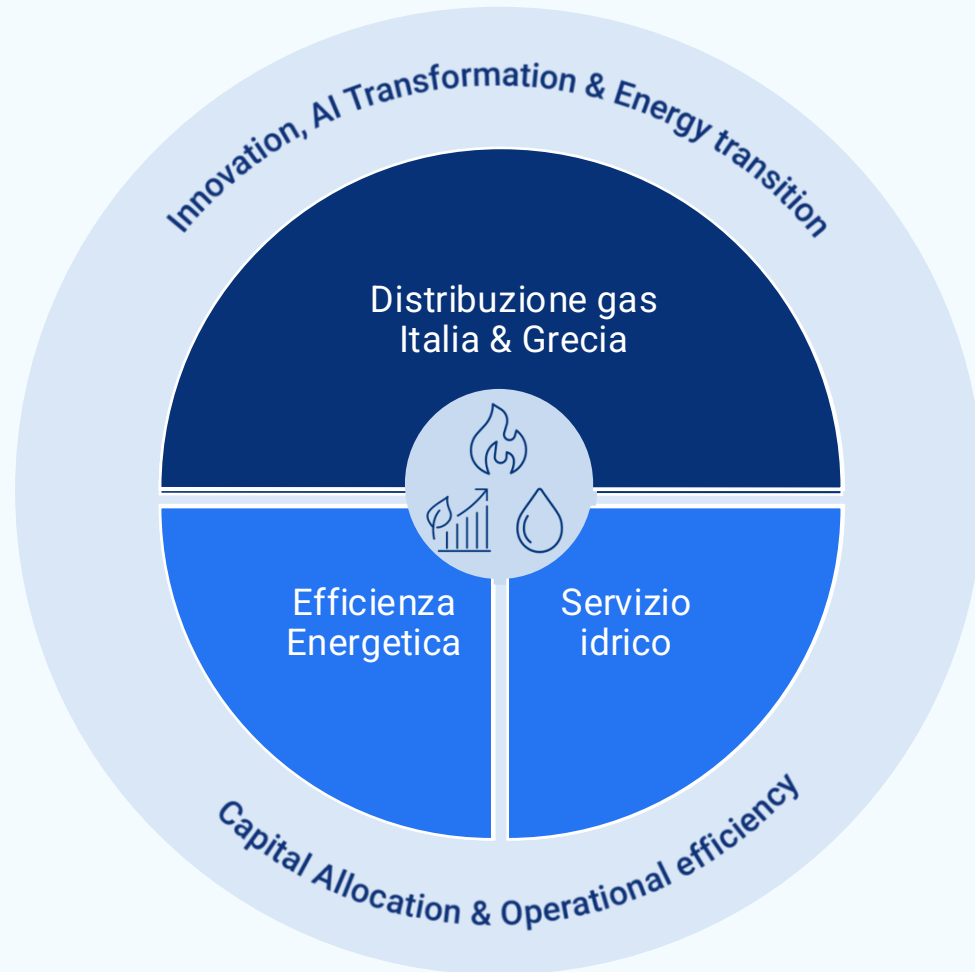 Innovation, AI Transformation & Energy transition
Distribuzione gas
Italia & Grecia
Efficienza
Energetica
Servizio
idrico
Capital Allocation & Operational efficiency